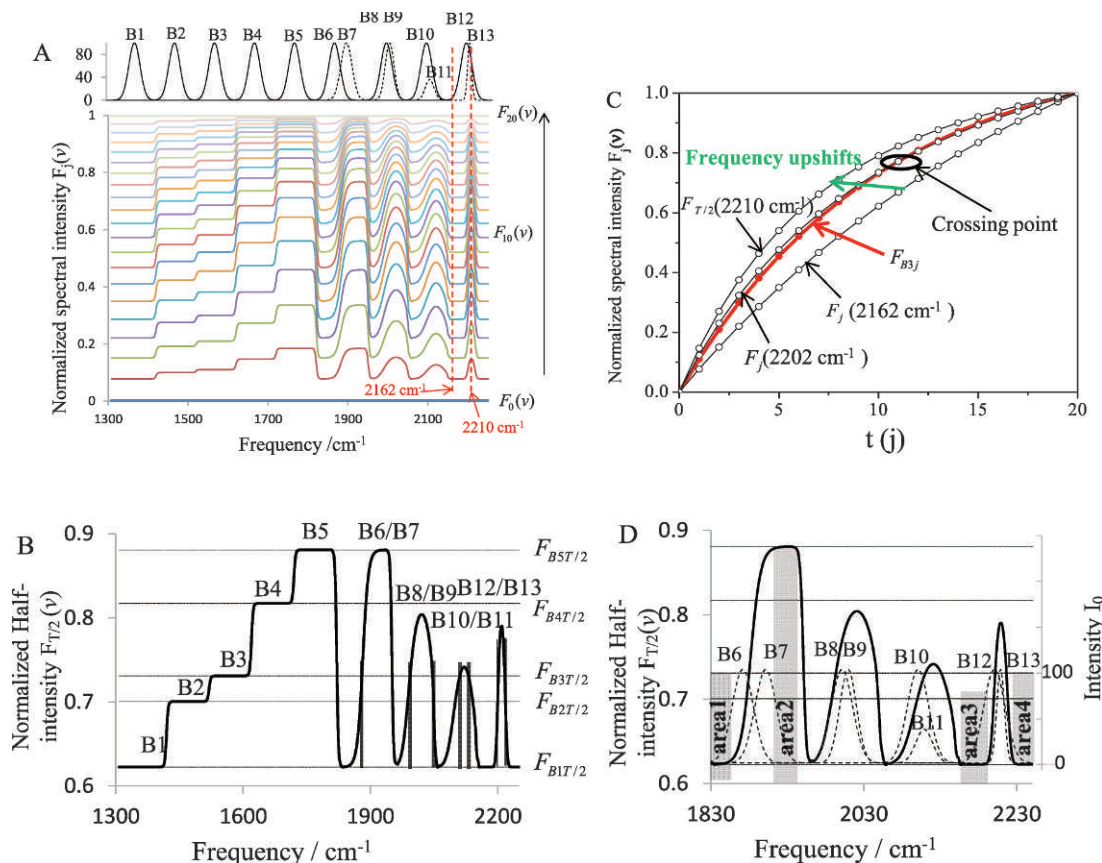 A
B1 B2 B3 B4 B5 B6 B7 B8 B9 B10 B11 B12 B13
80
40
0
Normalized spectral intensity Fj(ν)
1
0.8
0.6
0.4
0.2
0
F20(ν)
F10(ν)
F0(ν)
2162 cm-1
2210 cm-1
1300 1500 1700 1900 2100
Frequency /cm-1
C
Normalized spectral intensity Fj(ν)
1.0
0.8
0.6
0.4
0.2
0.0
Frequency upshifts
FT/2(2210 cm-1)
Crossing point
FB3j
Fj (2162 cm-1 )
Fj(2202 cm-1 )
0 5 10 15 20
t (j)
B
Normalized Half-
intensity FT/2(ν)
0.9
0.8
0.7
0.6
B1
B2
B3
B4
B5
B6/B7
B8/B9
B10/B11
B12/B13
FB5T/2
FB4T/2
FB3T/2
FB2T/2
FB1T/2
1300 1600 1900 2200
Frequency / cm-1
D
Normalized Half-
intensity FT/2(ν)
0.9
0.8
0.7
0.6
B6 B7 B8 B9 B10 B11 B12 B13
area1
area2
area3
area4
100
0
Intensity I0
1830 2030 2230
Frequency / cm-1